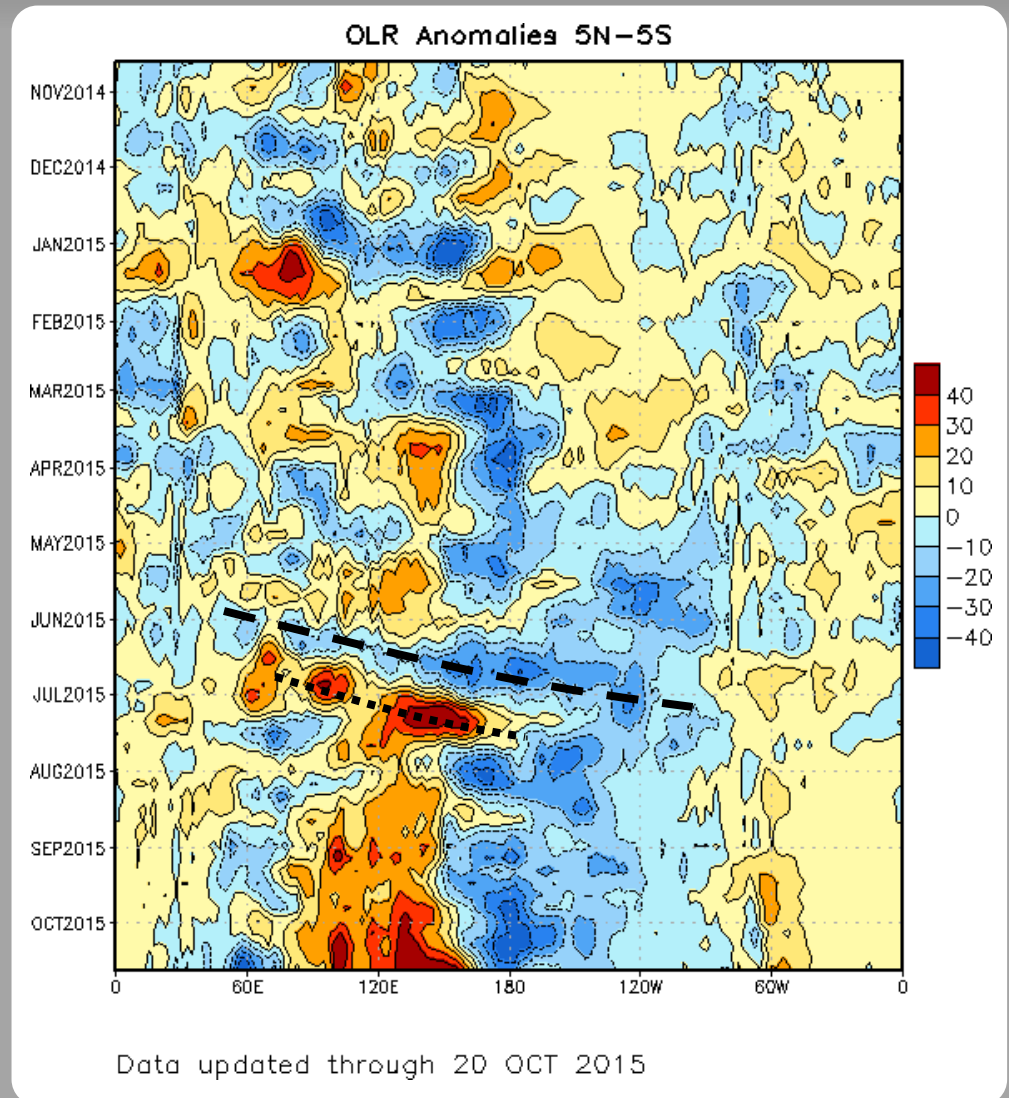 OLR Anomalies 5N-5S
NOV2014
DEC2014
JAN2015
FEB2015
MAR2015
APR2015
MAY2015
JUN2015
JUL2015
AUG2015
SEP2015
OCT2015
0 60E 120E 180 120W 60W 0
40
30
20
10
0
-10
-20
-30
-40
Data updated through 20 OCT 2015